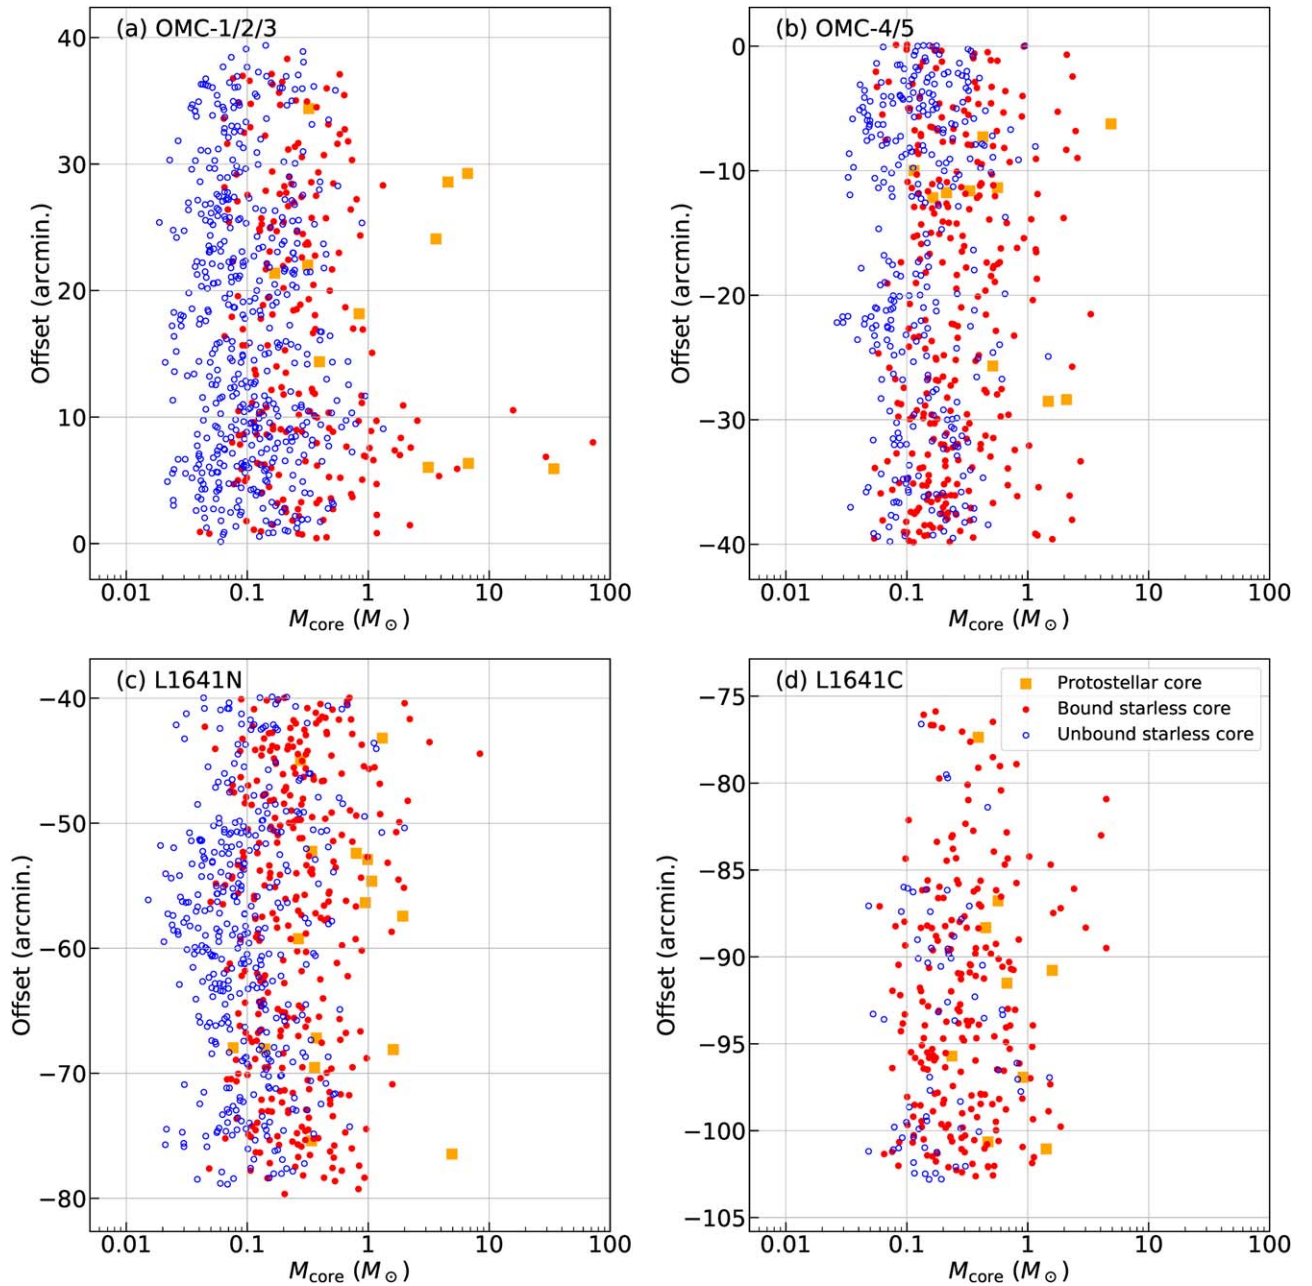 (a) OMC-1/2/3
40
30
20
10
0
Offset (arcmin.)
0.01 0.1 1 10 100
M_core (M_⊙)
(b) OMC-4/5
0
−10
−20
−30
−40
Offset (arcmin.)
0.01 0.1 1 10 100
M_core (M_⊙)
(c) L1641N
−40
−50
−60
−70
−80
Offset (arcmin.)
0.01 0.1 1 10 100
M_core (M_⊙)
(d) L1641C
Protostellar core
Bound starless core
Unbound starless core
−75
−80
−85
−90
−95
−100
−105
Offset (arcmin.)
0.01 0.1 1 10 100
M_core (M_⊙)